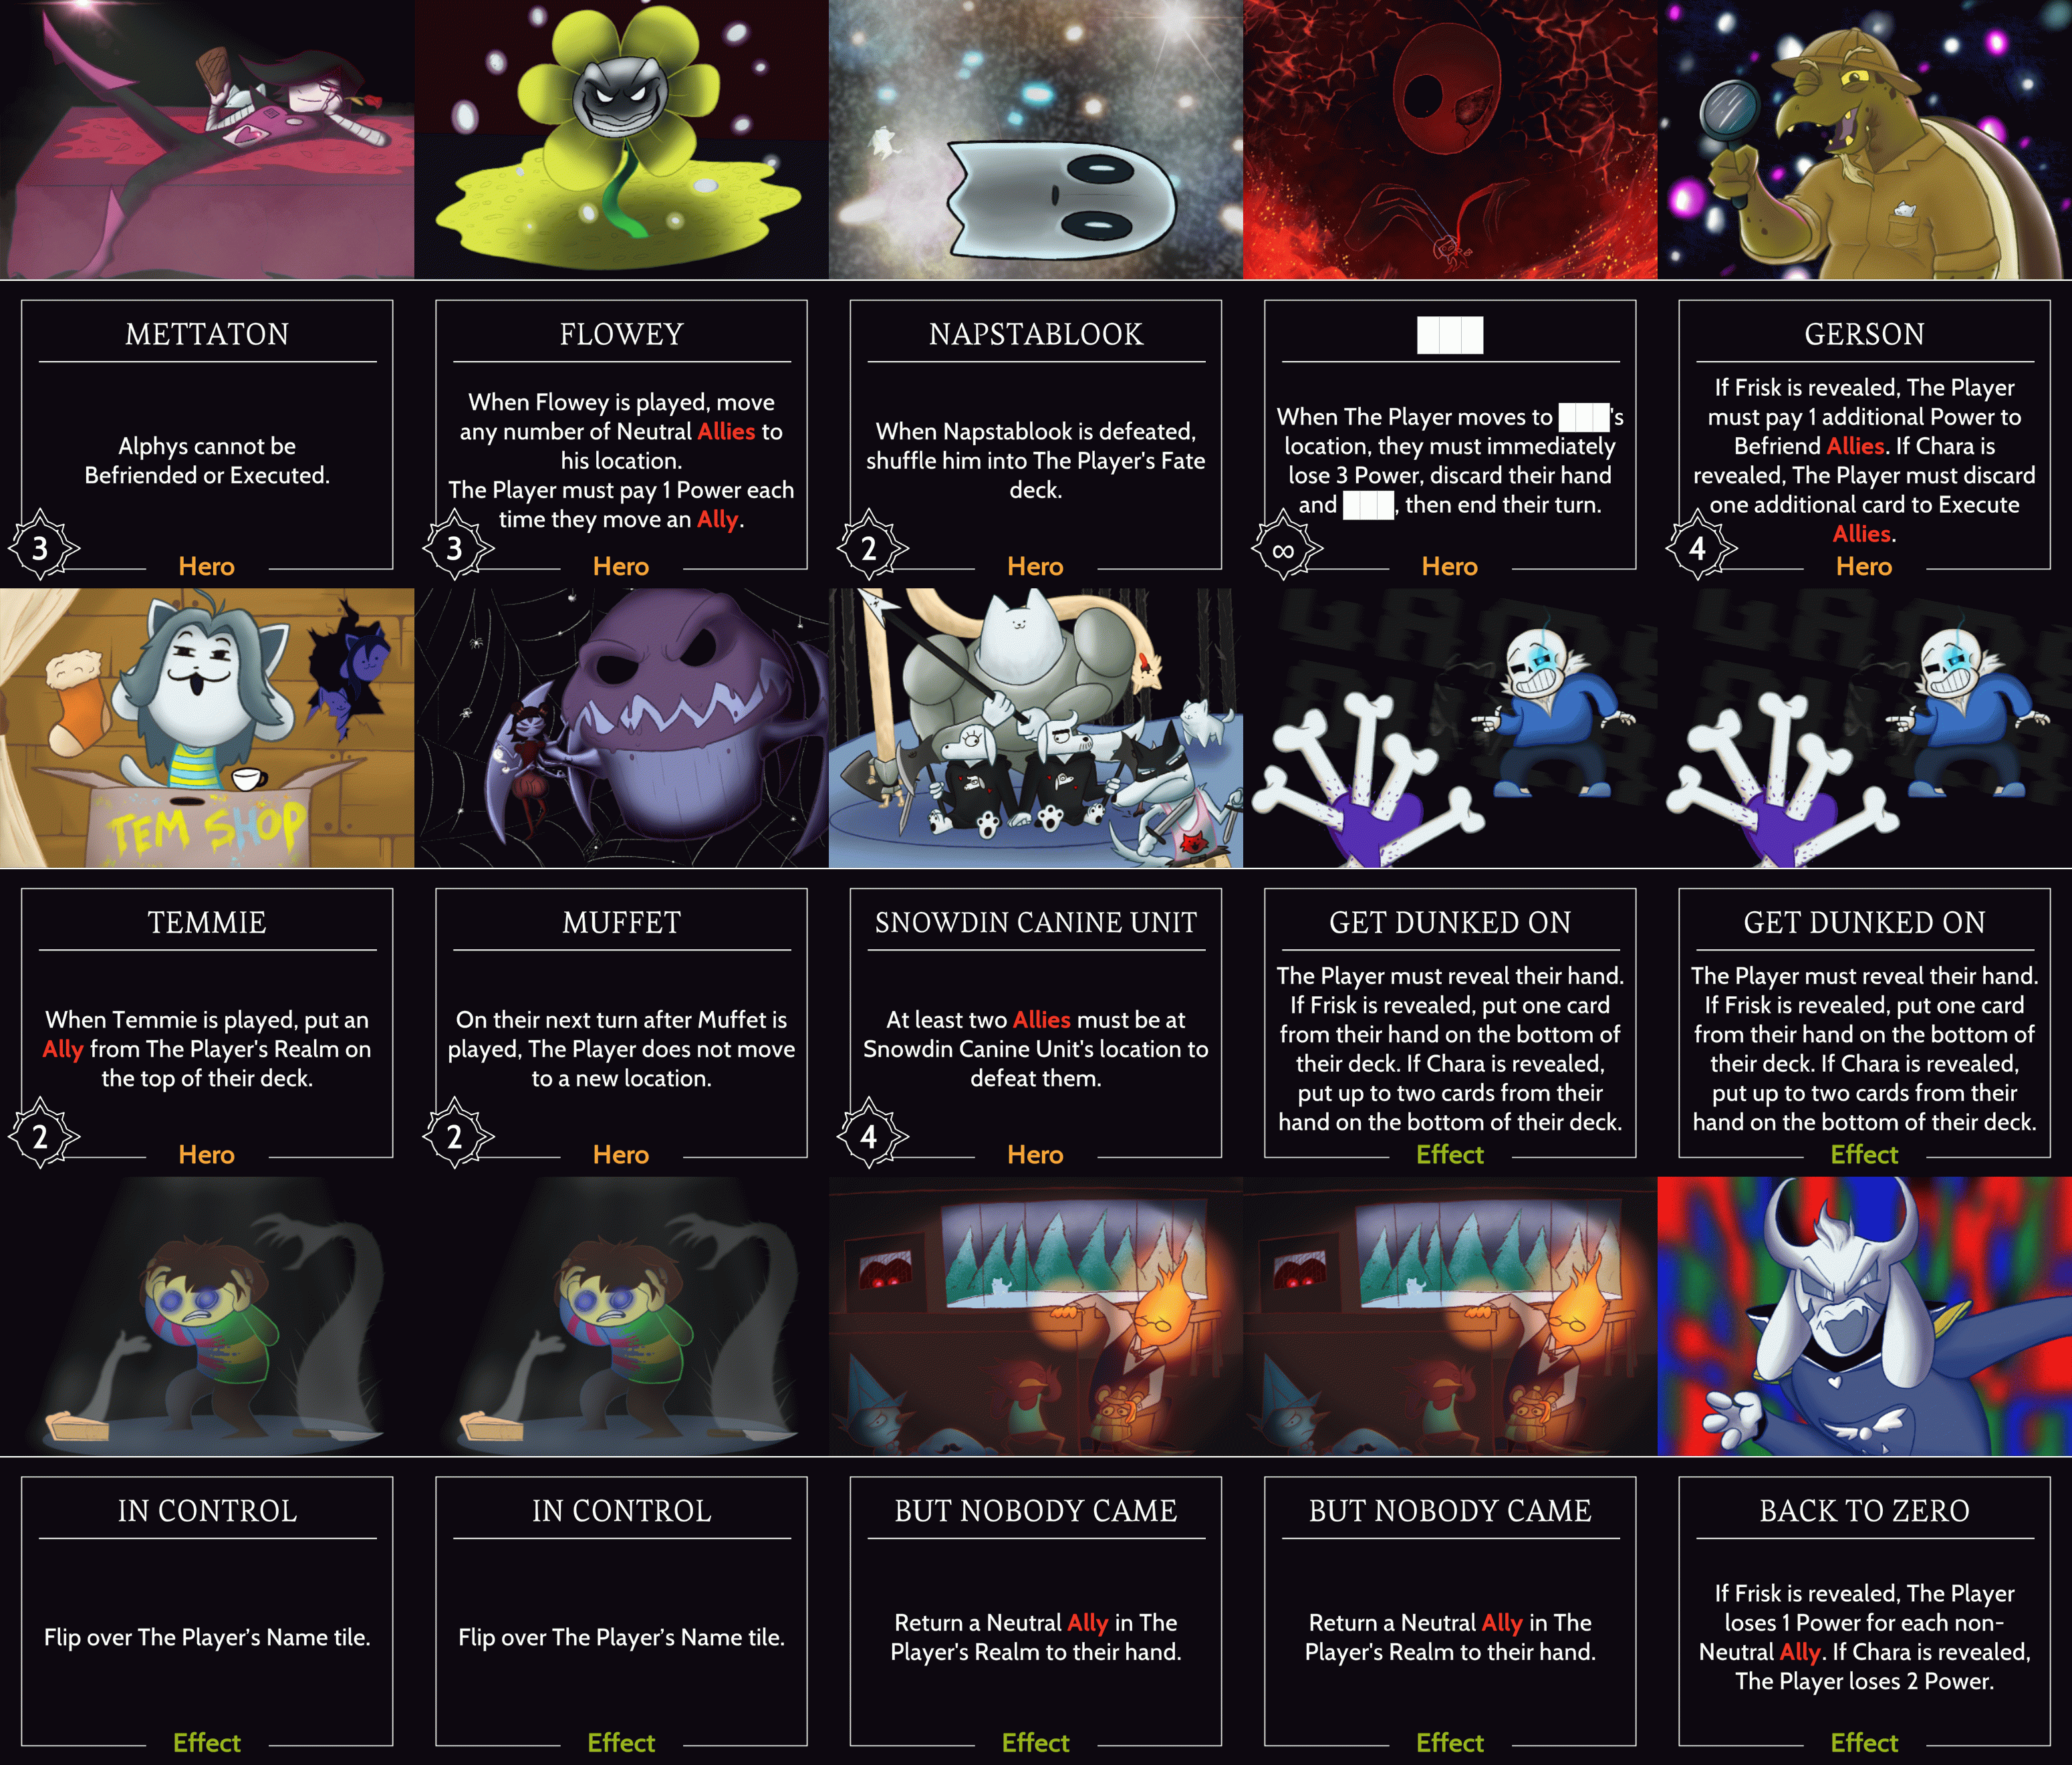 METTATON
Alphys cannot be
Befriended or Executed.
3
Hero
FLOWEY
When Flowey is played, move
any number of Neutral Allies to
his location.
The Player must pay 1 Power each
time they move an Ally.
3
Hero
NAPSTABLOOK
When Napstablook is defeated,
shuffle him into The Player's Fate
deck.
2
Hero
███
When The Player moves to ███'s
location, they must immediately
lose 3 Power, discard their hand
and ███, then end their turn.
∞
Hero
GERSON
If Frisk is revealed, The Player
must pay 1 additional Power to
Befriend Allies. If Chara is
revealed, The Player must discard
one additional card to Execute
Allies.
4
Hero
TEM SHOP
TEMMIE
When Temmie is played, put an
Ally from The Player's Realm on
the top of their deck.
2
Hero
MUFFET
On their next turn after Muffet is
played, The Player does not move
to a new location.
2
Hero
SNOWDIN CANINE UNIT
At least two Allies must be at
Snowdin Canine Unit's location to
defeat them.
4
Hero
GET DUNKED ON
The Player must reveal their hand.
If Frisk is revealed, put one card
from their hand on the bottom of
their deck. If Chara is revealed,
put up to two cards from their
hand on the bottom of their deck.
Effect
GET DUNKED ON
The Player must reveal their hand.
If Frisk is revealed, put one card
from their hand on the bottom of
their deck. If Chara is revealed,
put up to two cards from their
hand on the bottom of their deck.
Effect
IN CONTROL
Flip over The Player’s Name tile.
Effect
IN CONTROL
Flip over The Player’s Name tile.
Effect
BUT NOBODY CAME
Return a Neutral Ally in The
Player's Realm to their hand.
Effect
BUT NOBODY CAME
Return a Neutral Ally in The
Player's Realm to their hand.
Effect
BACK TO ZERO
If Frisk is revealed, The Player
loses 1 Power for each non-
Neutral Ally. If Chara is revealed,
The Player loses 2 Power.
Effect